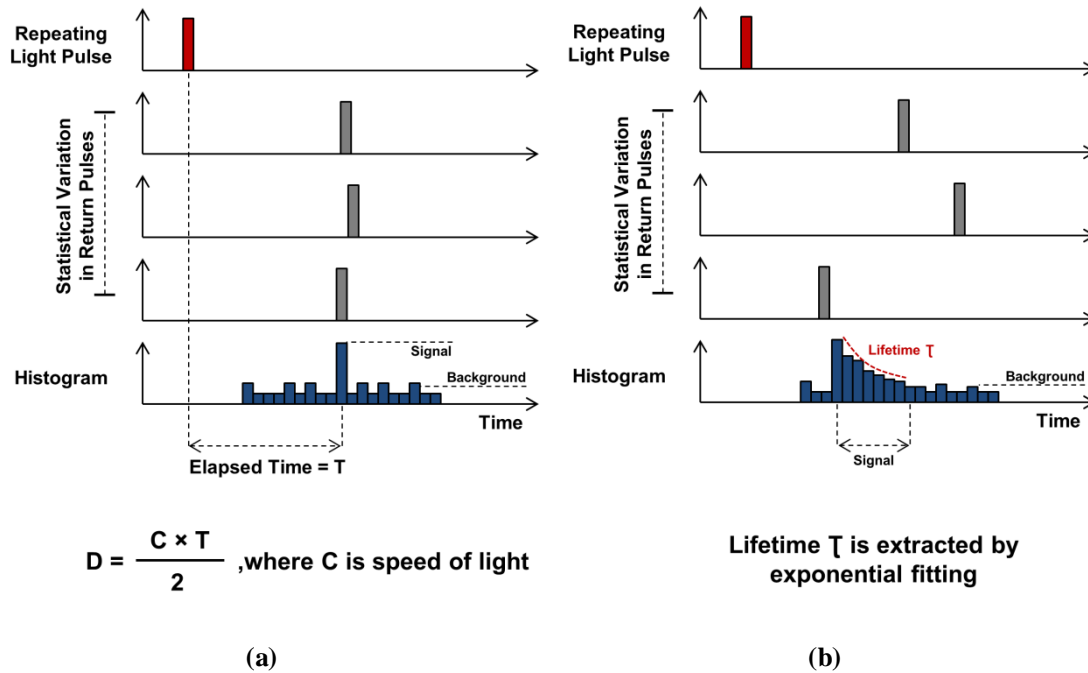 Repeating
Light Pulse
Statistical Variation
in Return Pulses
Signal
Background
Histogram
Time
Elapsed Time = T
D = C × T
2
,where C is speed of light
(a)
Repeating
Light Pulse
Statistical Variation
in Return Pulses
Lifetime Ʈ
Background
Histogram
Time
Signal
Lifetime Ʈ is extracted by
exponential fitting
(b)